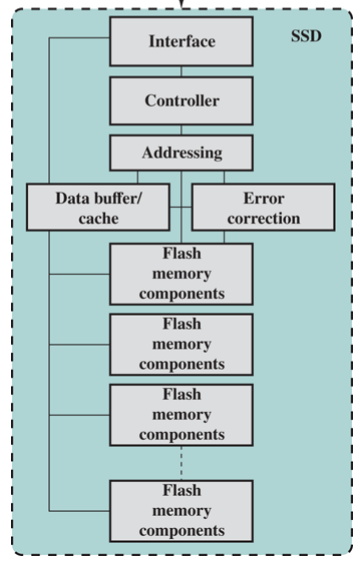 SSD
Interface
Controller
Addressing
Data buffer/
cache
Error
correction
Flash
memory
components
Flash
memory
components
Flash
memory
components
Flash
memory
components